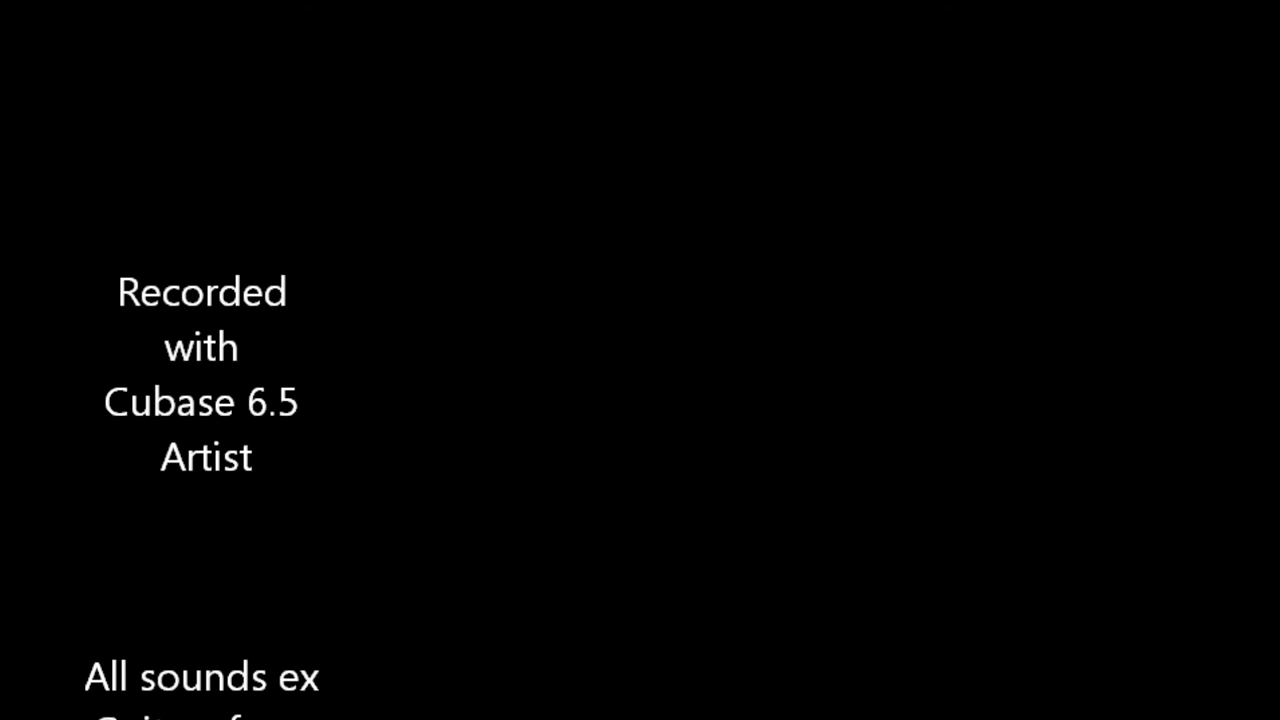 Recorded
with
Cubase 6.5
Artist
All sounds ex